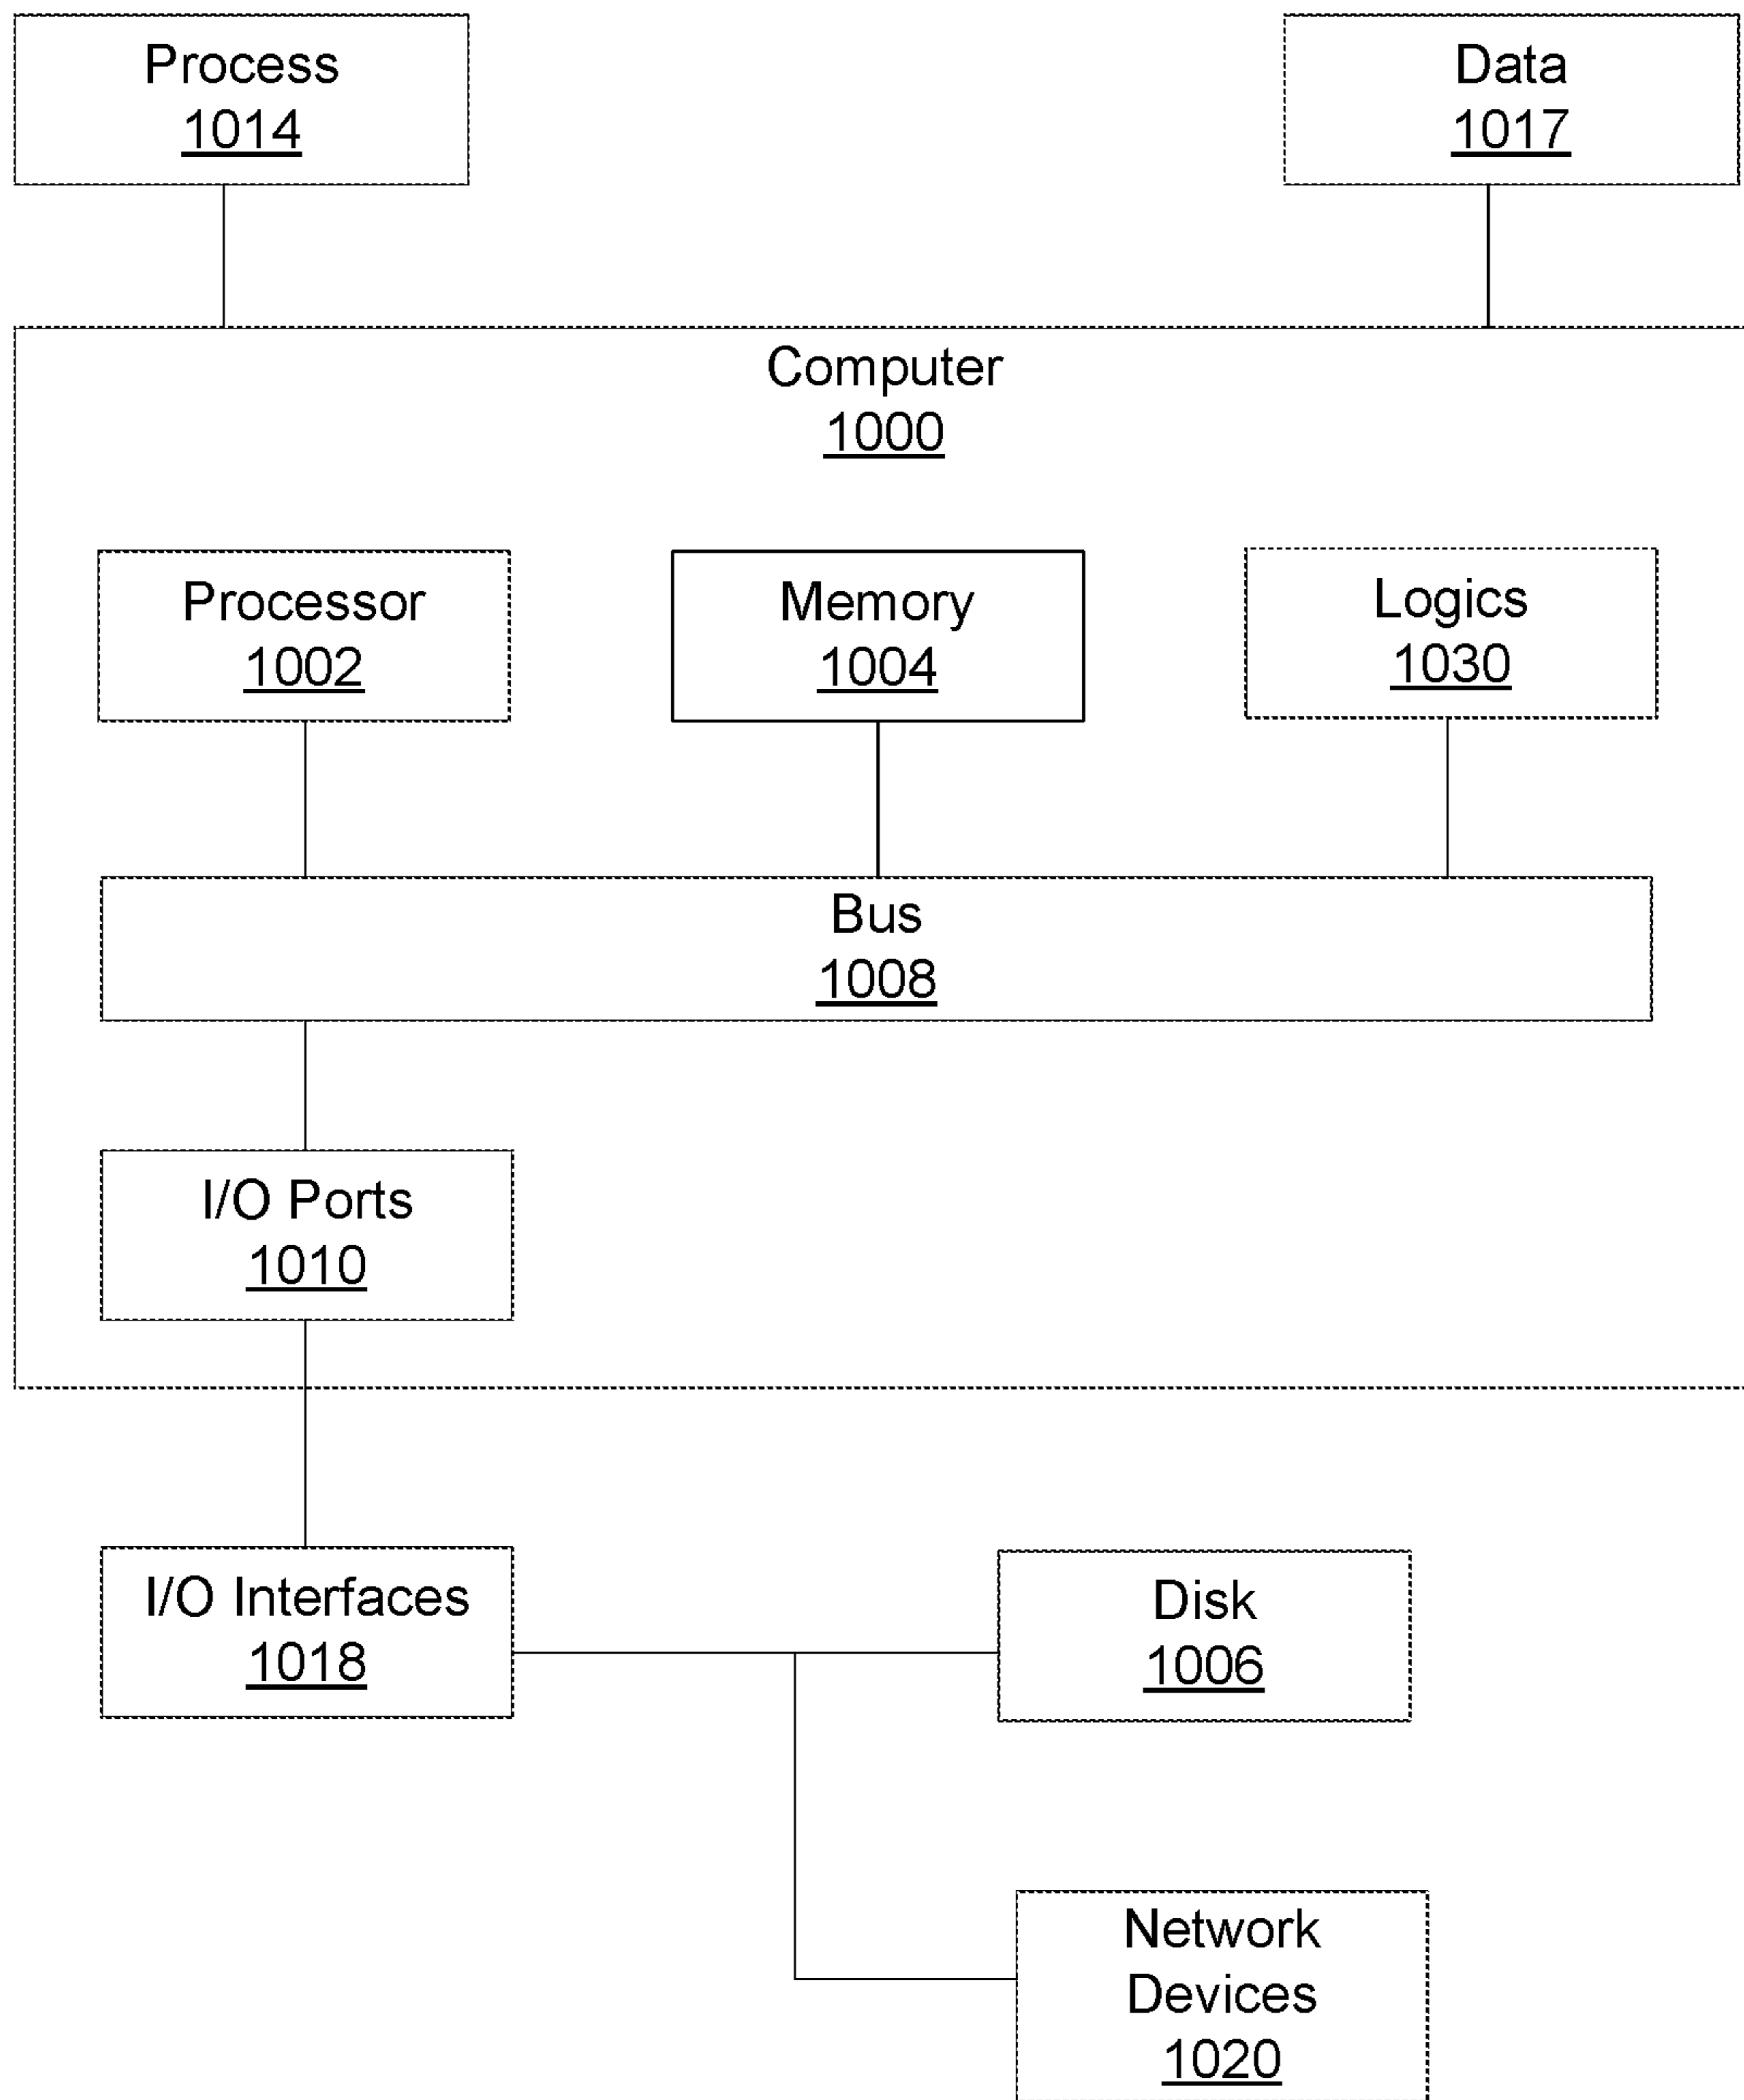 Process
1014
Data
1017
Computer
1000
Processor
1002
Memory
1004
Logics
1030
Bus
1008
I/O Ports
1010
I/O Interfaces
1018
Disk
1006
Network
Devices
1020